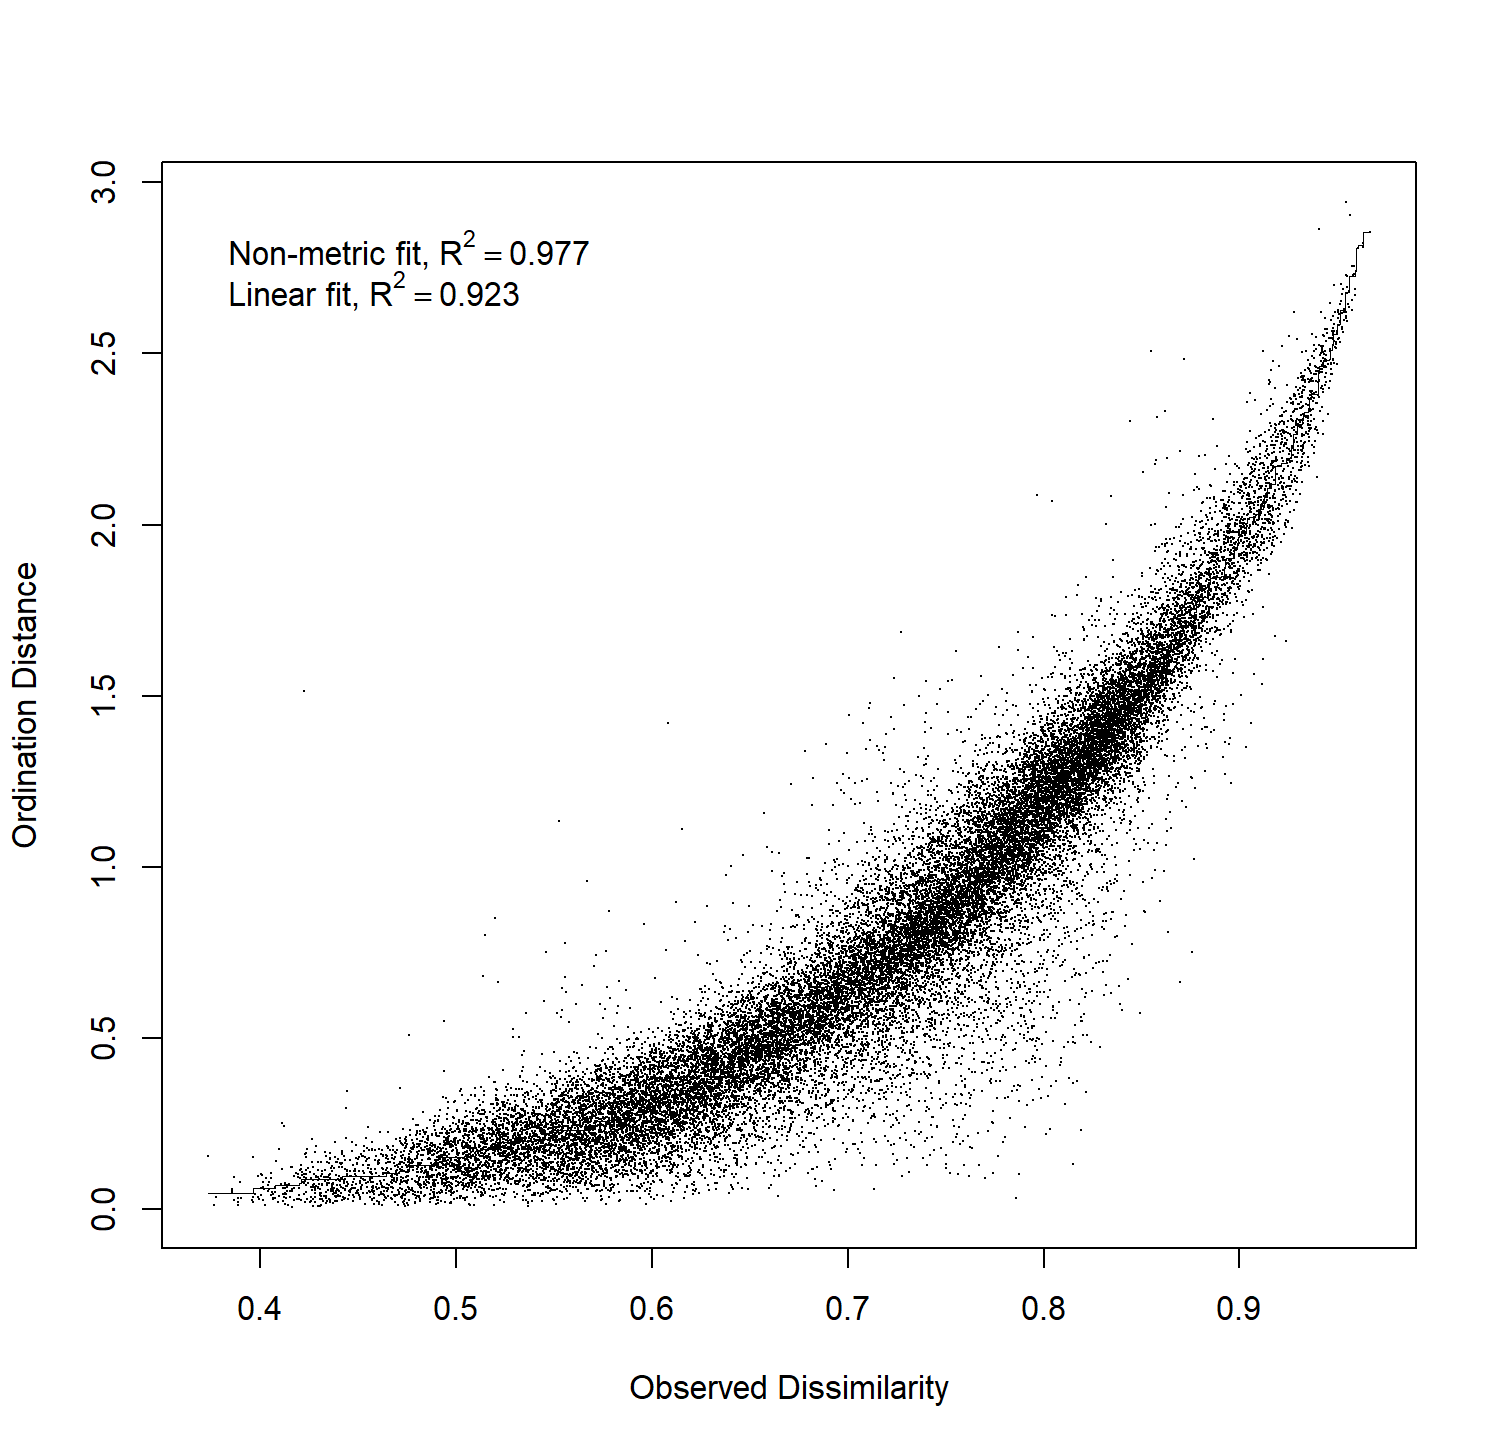 Non-metric fit, R² = 0.977
Linear fit, R² = 0.923
Ordination Distance
3.0
2.5
2.0
1.5
1.0
0.5
0.0
0.4 0.5 0.6 0.7 0.8 0.9
Observed Dissimilarity